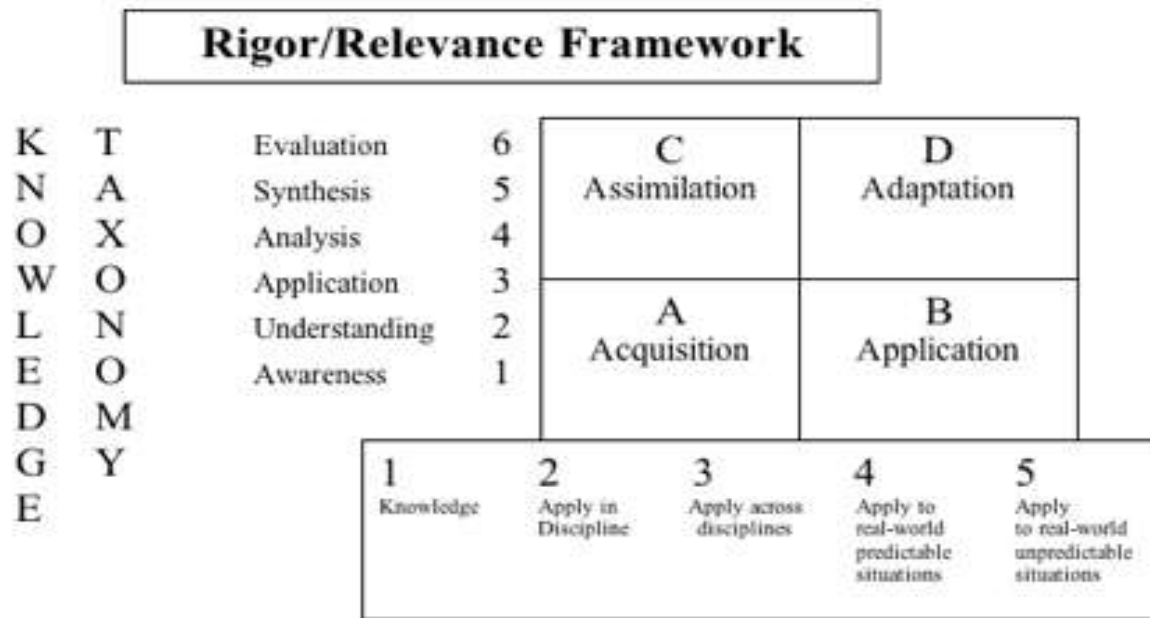 Rigor/Relevance Framework
KNOWLEDGE
TAXONOMY
Evaluation 6
Synthesis 5
Analysis 4
Application 3
Understanding 2
Awareness 1
C
Assimilation
D
Adaptation
A
Acquisition
B
Application
1
Knowledge
2
Apply in
Discipline
3
Apply across
disciplines
4
Apply to
real-world
predictable
situations
5
Apply
to real-world
unpredictable
situations